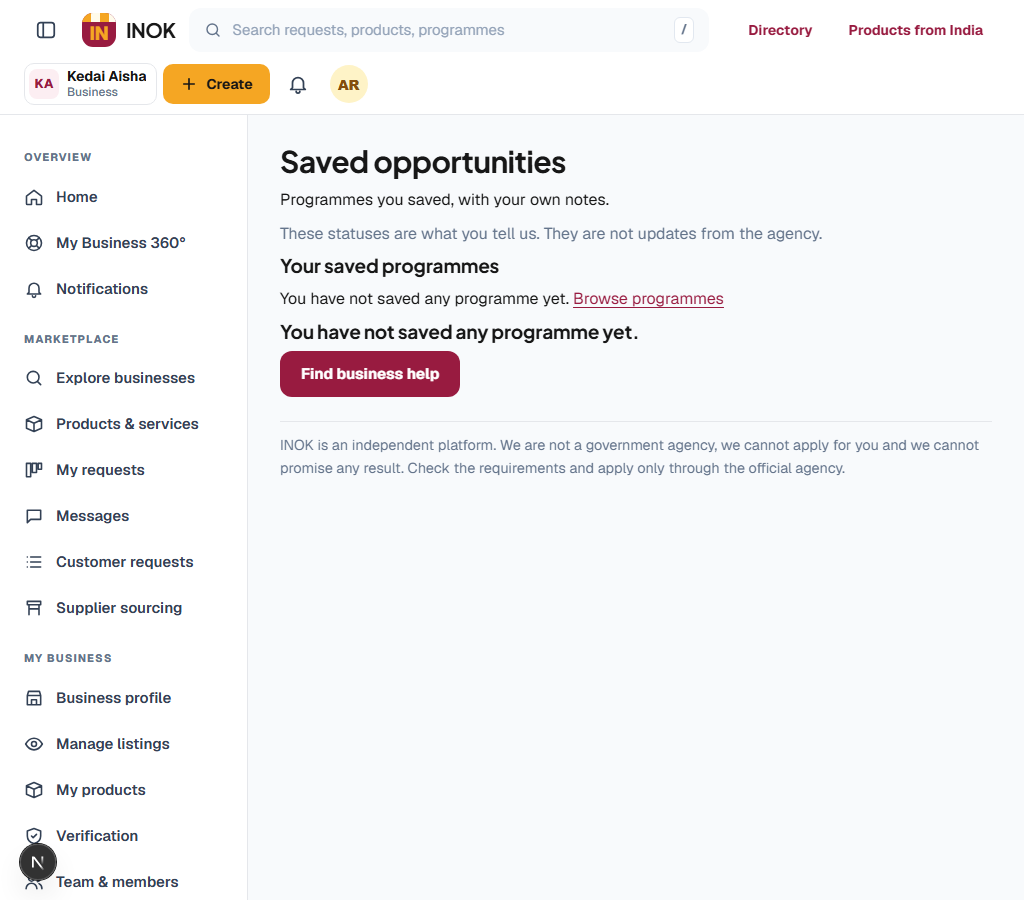 IN INOK
Search requests, products, programmes /
Directory
Products from India
KA Kedai Aisha
Business
+ Create
AR
OVERVIEW
Home
My Business 360°
Notifications
MARKETPLACE
Explore businesses
Products & services
My requests
Messages
Customer requests
Supplier sourcing
MY BUSINESS
Business profile
Manage listings
My products
Verification
N
Team & members
Saved opportunities
Programmes you saved, with your own notes.
These statuses are what you tell us. They are not updates from the agency.
Your saved programmes
You have not saved any programme yet. Browse programmes
You have not saved any programme yet.
Find business help
INOK is an independent platform. We are not a government agency, we cannot apply for you and we cannot
promise any result. Check the requirements and apply only through the official agency.